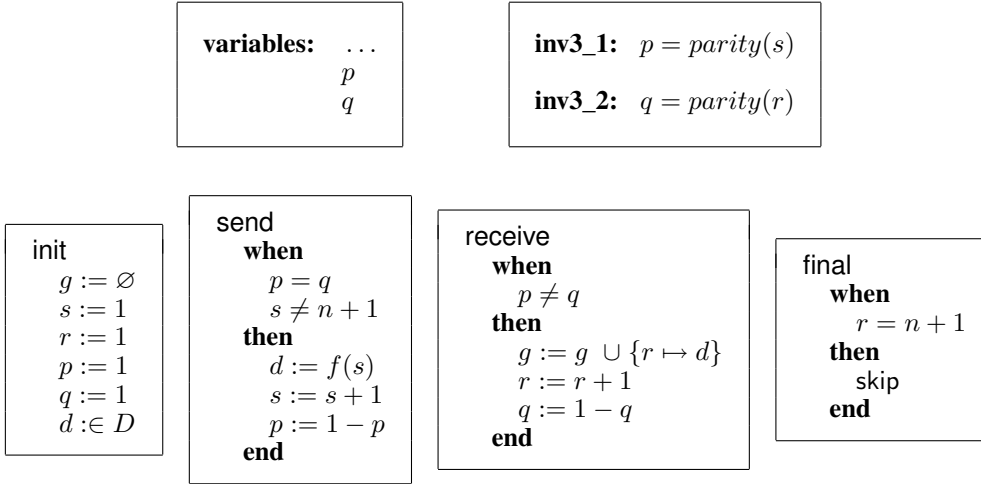 variables: ...
p
q
inv3_1: p = parity(s)
inv3_2: q = parity(r)
init
g := ∅
s := 1
r := 1
p := 1
q := 1
d :∈ D
send
when
p = q
s ≠ n + 1
then
d := f(s)
s := s + 1
p := 1 − p
end
receive
when
p ≠ q
then
g := g ∪ {r ↦ d}
r := r + 1
q := 1 − q
end
final
when
r = n + 1
then
skip
end